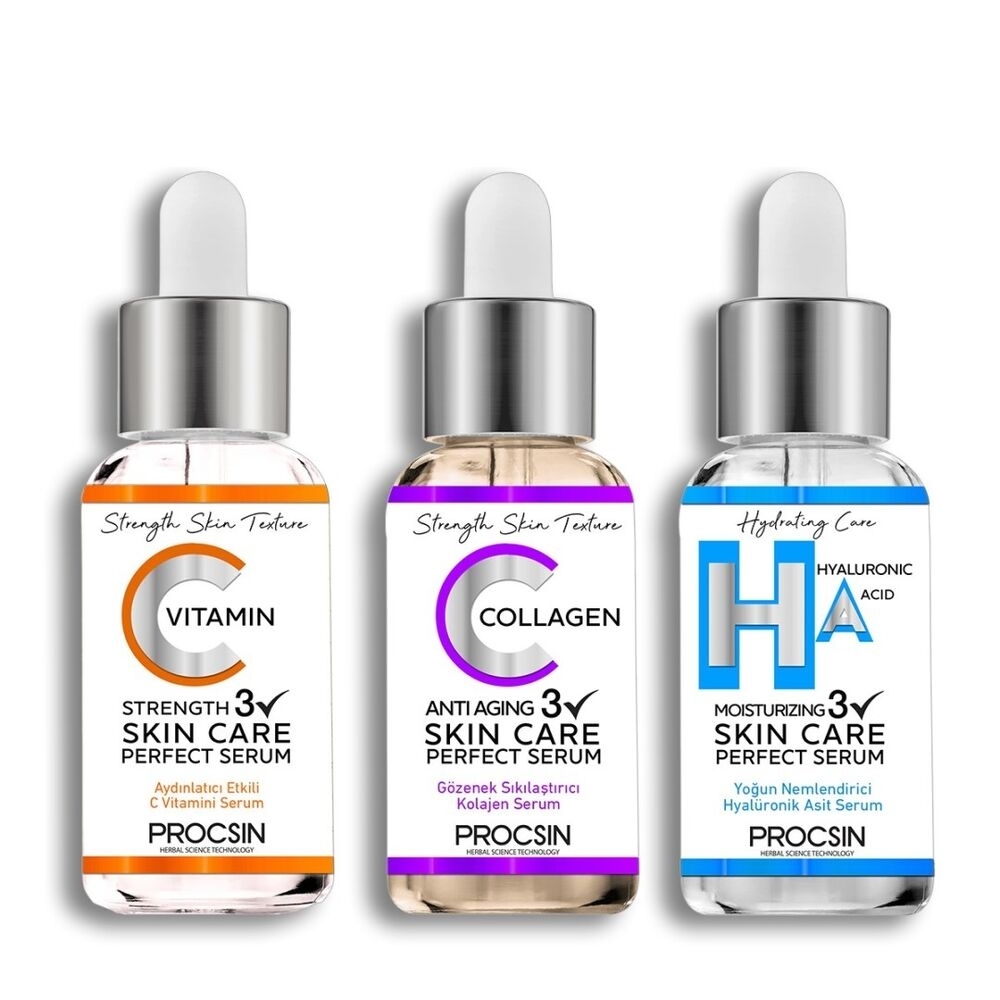 Strength Skin Texture
C VITAMIN
STRENGTH 3✓
SKIN CARE
PERFECT SERUM
Aydınlatıcı Etkili
C Vitamini Serum
PROCSIN
HERBAL SCIENCE TECHNOLOGY
Strength Skin Texture
C COLLAGEN
ANTI AGING 3✓
SKIN CARE
PERFECT SERUM
Gözenek Sıkılaştırıcı
Kolajen Serum
PROCSIN
HERBAL SCIENCE TECHNOLOGY
Hydrating Care
HA HYALURONIC
ACID
MOISTURIZING 3✓
SKIN CARE
PERFECT SERUM
Yoğun Nemlendirici
Hyalüronik Asit Serum
PROCSIN
HERBAL SCIENCE TECHNOLOGY